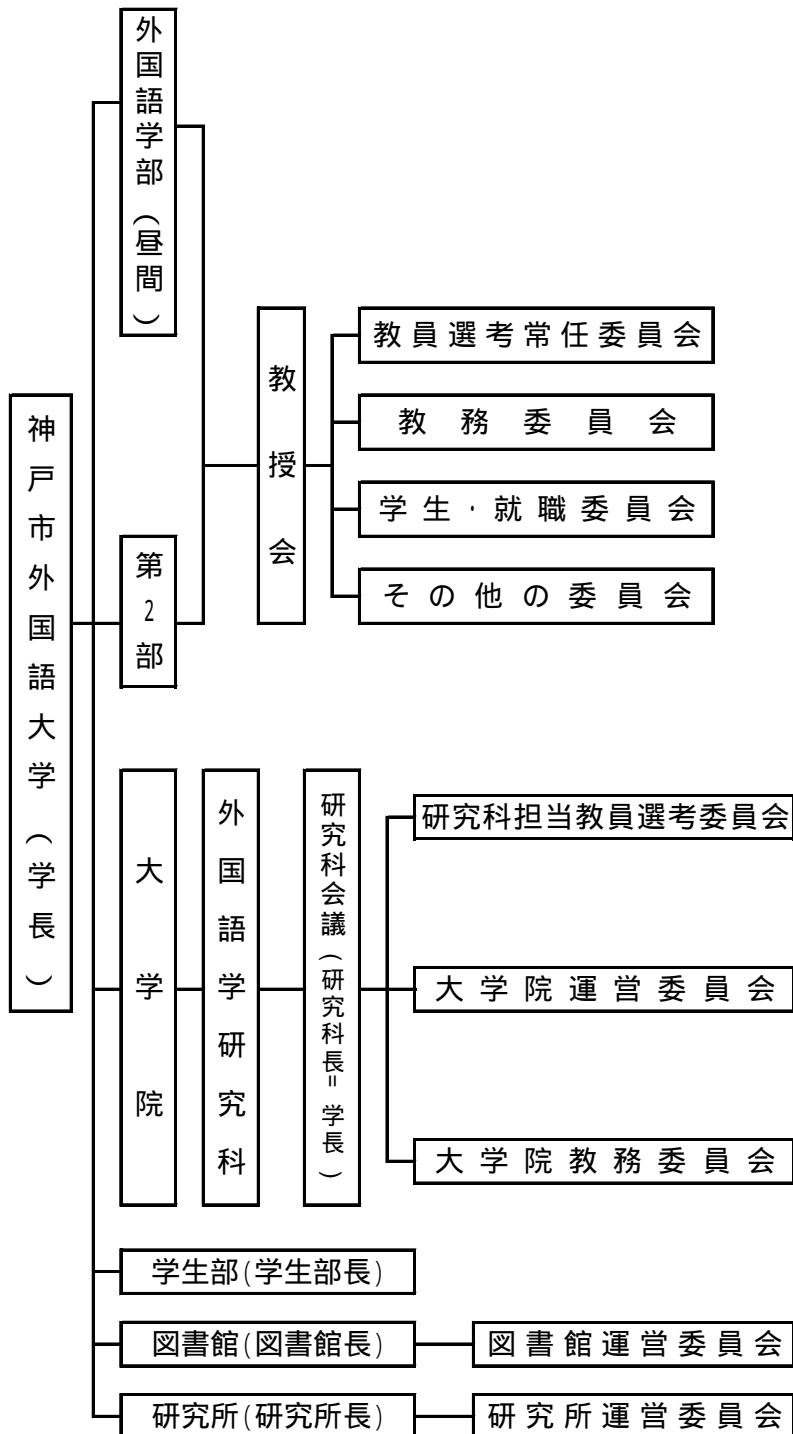 神戸市外国語大学（学長）
外国語学部（昼間）
第2部
教授会
教員選考常任委員会
教務委員会
学生・就職委員会
その他の委員会
大学院
外国語学研究科
研究科会議（研究科長=学長）
研究科担当教員選考委員会
大学院運営委員会
大学院教務委員会
学生部(学生部長)
図書館(図書館長)
図書館運営委員会
研究所(研究所長)
研究所運営委員会